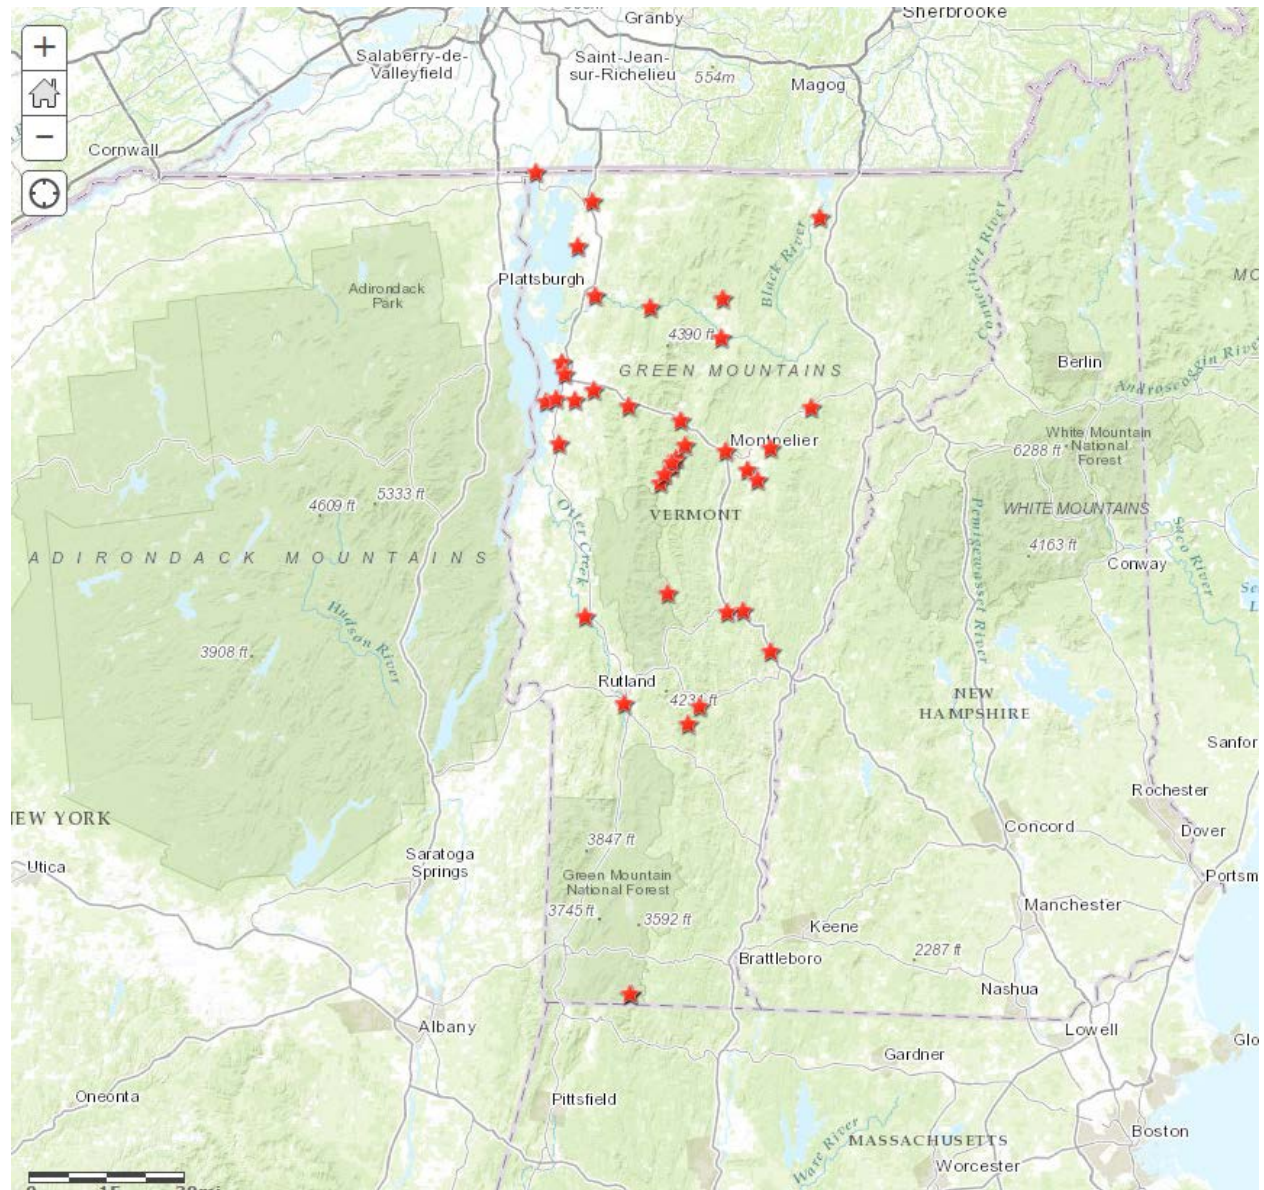 Granby
Sherbrooke
+
Salaberry-de-
Valleyfield
Saint-Jean-
sur-Richelieu
554m
Magog
−
Cornwall
Black River
Connecticut River
Plattsburgh
Adirondack
Park
4390 ft
GREEN MOUNTAINS
Berlin
Androscoggin River
Montpelier
White Mountain
National
Forest
6288 ft
4609 ft
5333 ft
VERMONT
WHITE MOUNTAINS
4163 ft
Conway
Otter Creek
Pemigewasset River
Saco River
ADIRONDACK MOUNTAINS
Hudson River
3908 ft
Rutland
4231 ft
NEW
HAMPSHIRE
Sanfor
Rochester
EW YORK
3847 ft
Concord
Dover
Utica
Saratoga
Springs
Green Mountain
National Forest
Portsm
3745 ft
3592 ft
Keene
Manchester
2287 ft
Brattleboro
Nashua
Albany
Lowell
Glo
Gardner
Oneonta
Pittsfield
Ware River
MASSACHUSETTS
Boston
Worcester